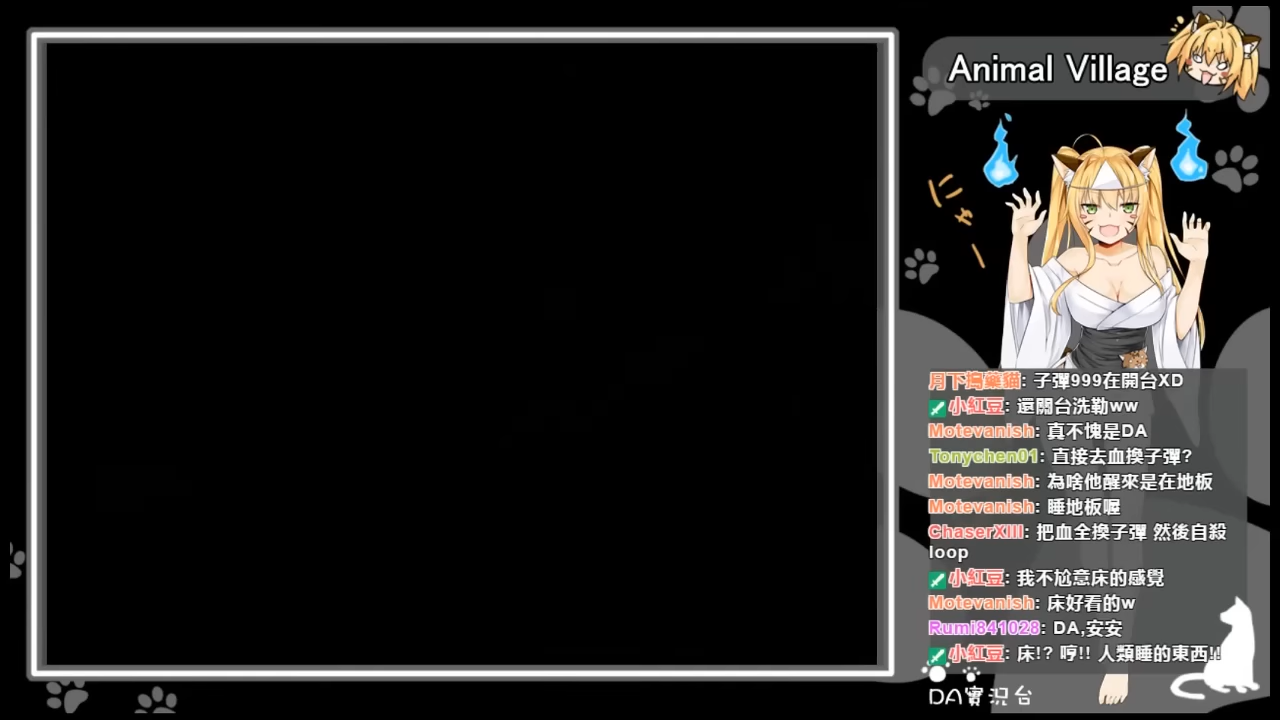 Animal Village
にゃー
月下搗藥貓: 子彈999在開台XD
小紅豆: 還關台洗勒ww
Motevanish: 真不愧是DA
Tonychen01: 直接去血換子彈?
Motevanish: 為啥他醒來是在地板
Motevanish: 睡地板喔
ChaserXIII: 把血全換子彈 然後自殺
loop
小紅豆: 我不尬意床的感覺
Motevanish: 床好看的w
Rumi841028: DA,安安
小紅豆: 床!? 哼!! 人類睡的東西!!
DA實況台